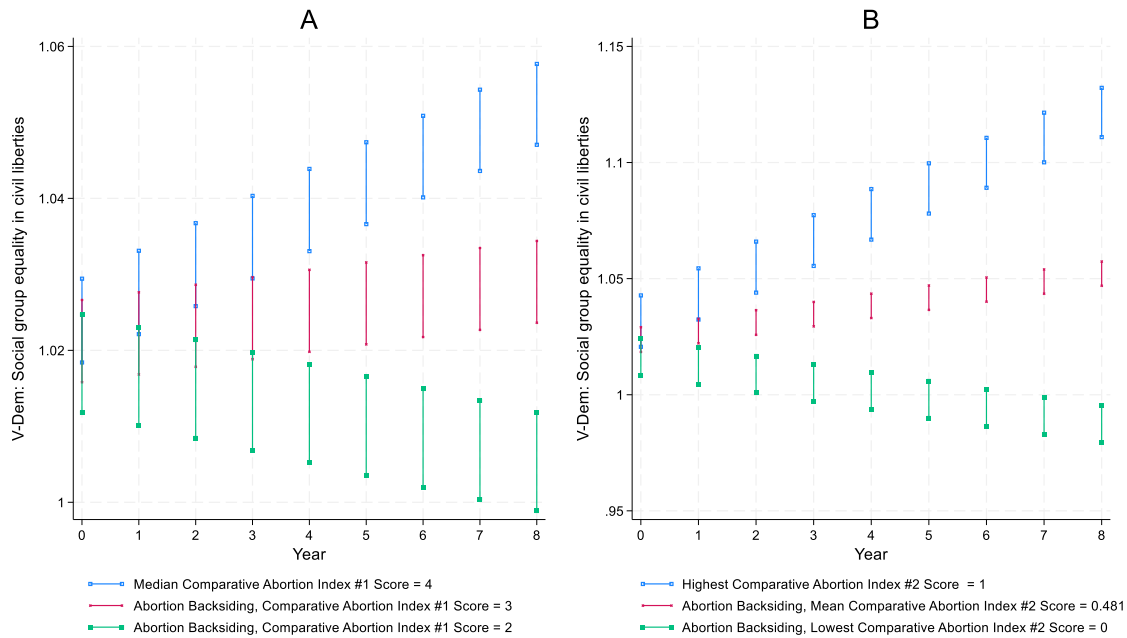 A
V-Dem: Social group equality in civil liberties
1.06
1.04
1.02
1
0 1 2 3 4 5 6 7 8
Year
Median Comparative Abortion Index #1 Score = 4
Abortion Backsiding, Comparative Abortion Index #1 Score = 3
Abortion Backsiding, Comparative Abortion Index #1 Score = 2
B
V-Dem: Social group equality in civil liberties
1.15
1.1
1.05
1
.95
0 1 2 3 4 5 6 7 8
Year
Highest Comparative Abortion Index #2 Score = 1
Abortion Backsiding, Mean Comparative Abortion Index #2 Score = 0.481
Abortion Backsiding, Lowest Comparative Abortion Index #2 Score = 0